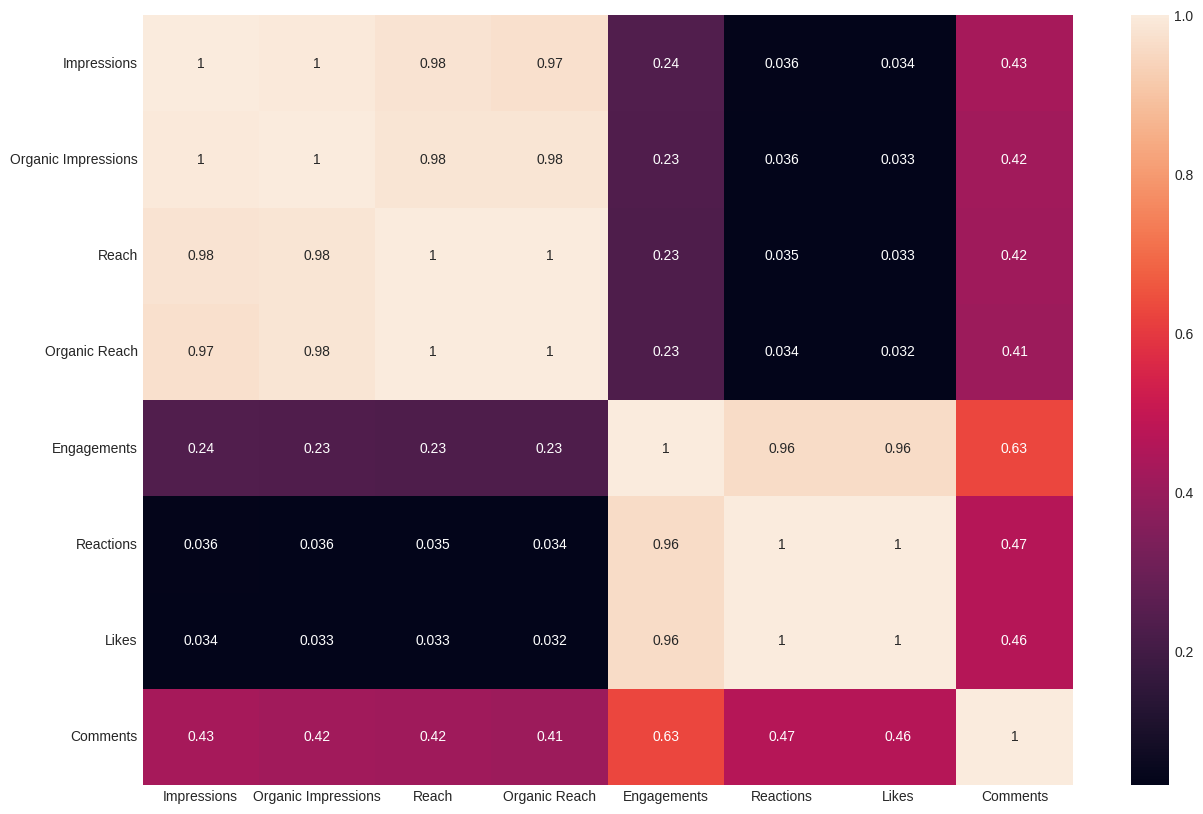 Impressions 1 1 0.98 0.97 0.24 0.036 0.034 0.43
Organic Impressions 1 1 0.98 0.98 0.23 0.036 0.033 0.42
Reach 0.98 0.98 1 1 0.23 0.035 0.033 0.42
Organic Reach 0.97 0.98 1 1 0.23 0.034 0.032 0.41
Engagements 0.24 0.23 0.23 0.23 1 0.96 0.96 0.63
Reactions 0.036 0.036 0.035 0.034 0.96 1 1 0.47
Likes 0.034 0.033 0.033 0.032 0.96 1 1 0.46
Comments 0.43 0.42 0.42 0.41 0.63 0.47 0.46 1
Impressions Organic Impressions Reach Organic Reach Engagements Reactions Likes Comments
1.0
0.8
0.6
0.4
0.2